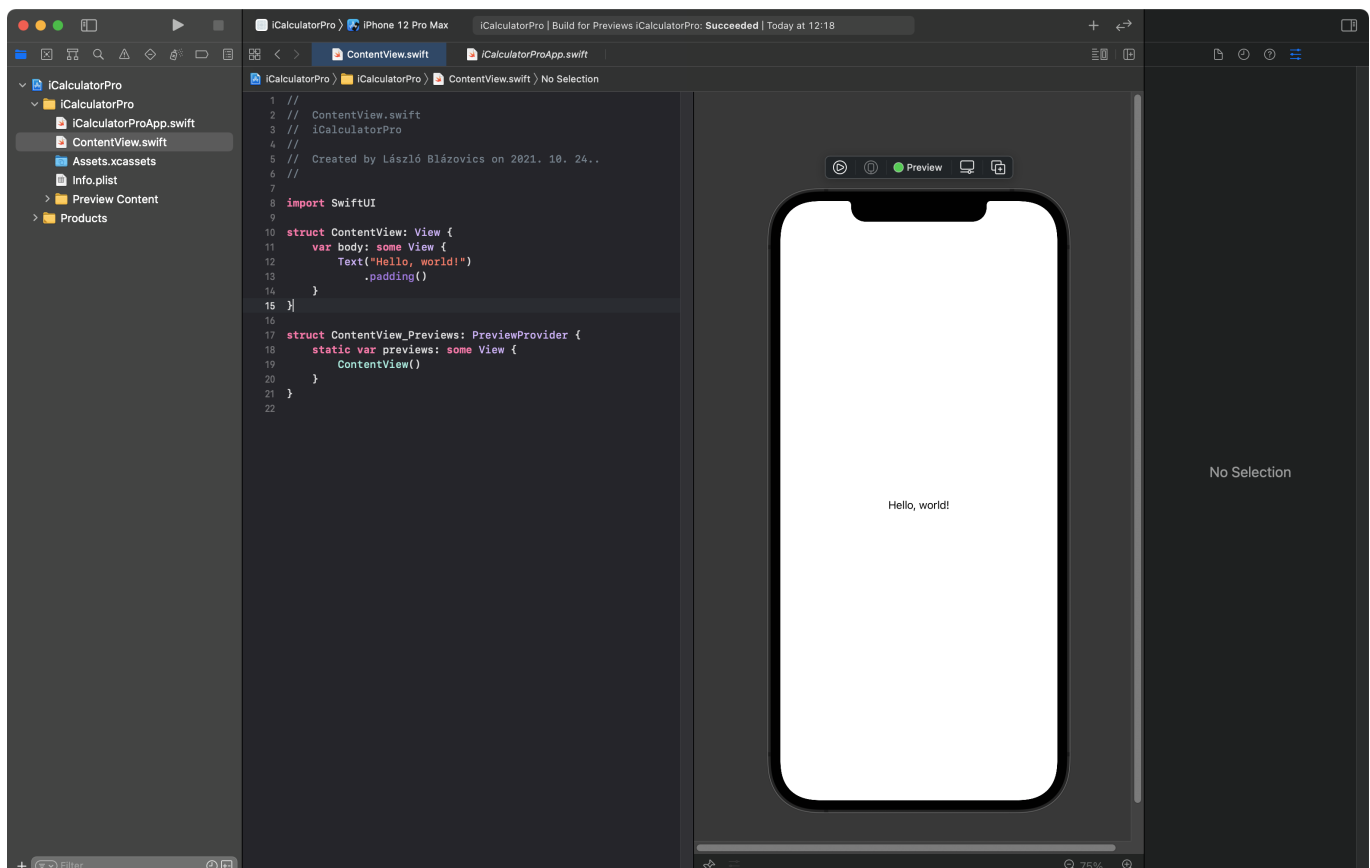 iCalculatorPro 〉 iPhone 12 Pro Max
iCalculatorPro | Build for Previews iCalculatorPro: Succeeded | Today at 12:18
ContentView.swift
iCalculatorProApp.swift
iCalculatorPro 〉 iCalculatorPro 〉 ContentView.swift 〉 No Selection
iCalculatorPro
iCalculatorPro
iCalculatorProApp.swift
ContentView.swift
Assets.xcassets
Info.plist
Preview Content
Products
Filter
1 //
2 //  ContentView.swift
3 //  iCalculatorPro
4 //
5 //  Created by László Blázovics on 2021. 10. 24..
6 //
7
8 import SwiftUI
9
10 struct ContentView: View {
11     var body: some View {
12         Text("Hello, world!")
13             .padding()
14     }
15 }
16
17 struct ContentView_Previews: PreviewProvider {
18     static var previews: some View {
19         ContentView()
20     }
21 }
22
Preview
Hello, world!
75%
No Selection